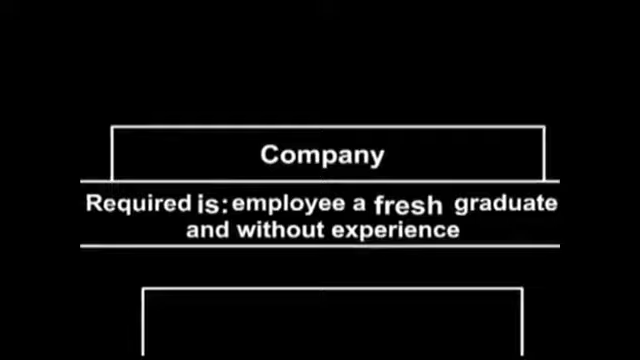 Company
Required is: employee a fresh graduate
and without experience